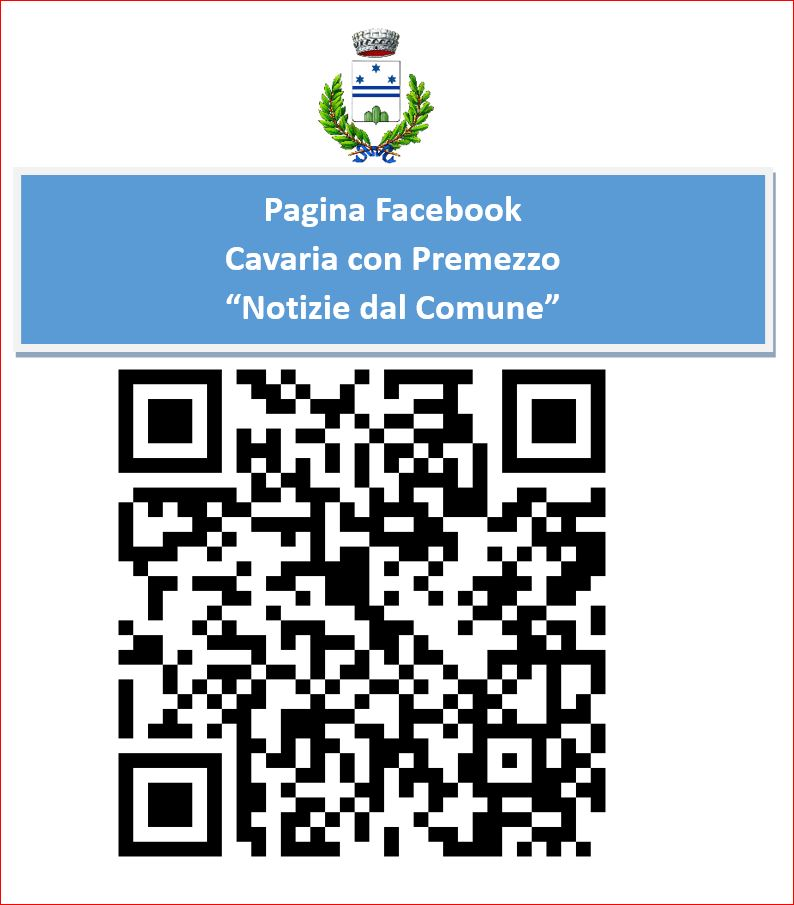 Pagina Facebook
Cavaria con Premezzo
“Notizie dal Comune”